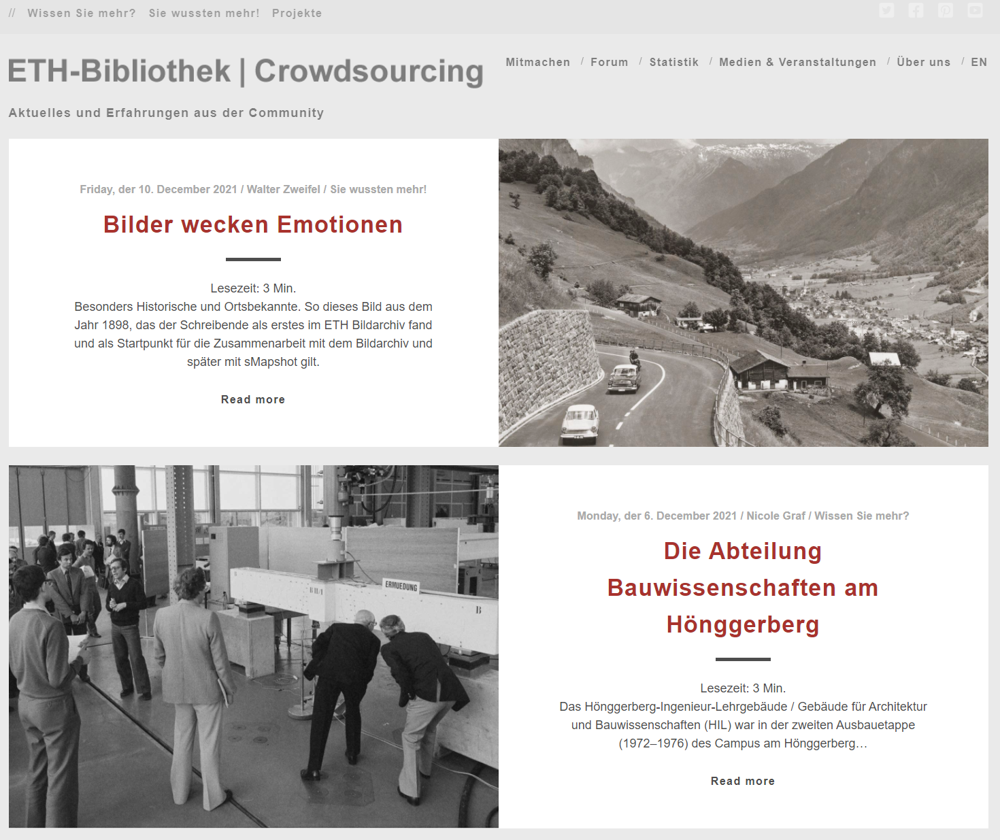 // Wissen Sie mehr? Sie wussten mehr! Projekte
ETH-Bibliothek | Crowdsourcing
Mitmachen / Forum / Statistik / Medien & Veranstaltungen / Über uns / EN
Aktuelles und Erfahrungen aus der Community
Friday, der 10. December 2021 / Walter Zweifel / Sie wussten mehr!
Bilder wecken Emotionen
Lesezeit: 3 Min.
Besonders Historische und Ortsbekannte. So dieses Bild aus dem
Jahr 1898, das der Schreibende als erstes im ETH Bildarchiv fand
und als Startpunkt für die Zusammenarbeit mit dem Bildarchiv und
später mit sMapshot gilt.
Read more
ERMUEDUNG
B
Monday, der 6. December 2021 / Nicole Graf / Wissen Sie mehr?
Die Abteilung
Bauwissenschaften am
Hönggerberg
Lesezeit: 3 Min.
Das Hönggerberg-Ingenieur-Lehrgebäude / Gebäude für Architektur
und Bauwissenschaften (HIL) war in der zweiten Ausbauetappe
(1972–1976) des Campus am Hönggerberg…
Read more